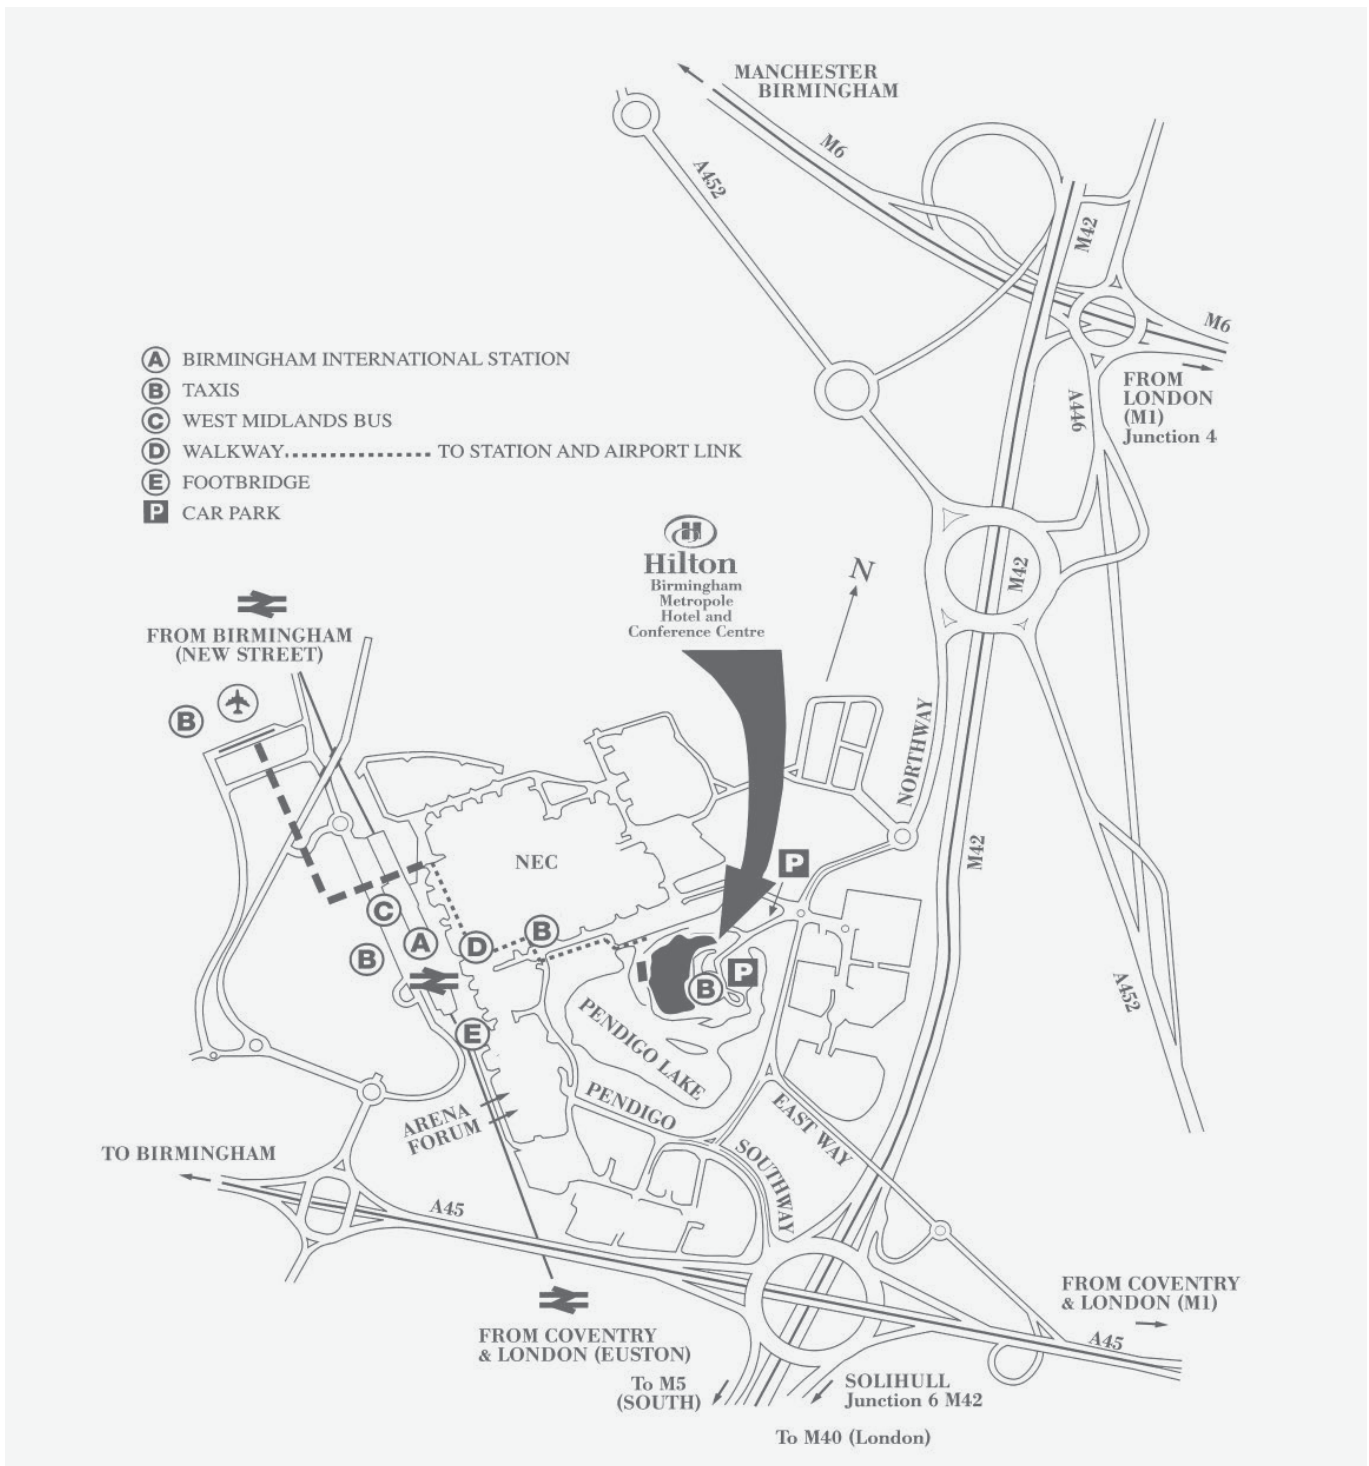 MANCHESTER
BIRMINGHAM
M6
A452
M42
M6
FROM
LONDON
(M1)
Junction 4
A446
A BIRMINGHAM INTERNATIONAL STATION
B TAXIS
C WEST MIDLANDS BUS
D WALKWAY.......................... TO STATION AND AIRPORT LINK
E FOOTBRIDGE
P CAR PARK
H
Hilton
Birmingham
Metropole
Hotel and
Conference Centre
N
M42
FROM BIRMINGHAM
(NEW STREET)
B
NORTHWAY
M42
NEC
P
C
B
A
D
B
P
B
E
A452
PENDIGO LAKE
PENDIGO
EAST WAY
SOUTHWAY
ARENA
FORUM
TO BIRMINGHAM
A45
FROM COVENTRY
& LONDON (M1)
A45
FROM COVENTRY
& LONDON (EUSTON)
To M5
(SOUTH)
SOLIHULL
Junction 6 M42
To M40 (London)